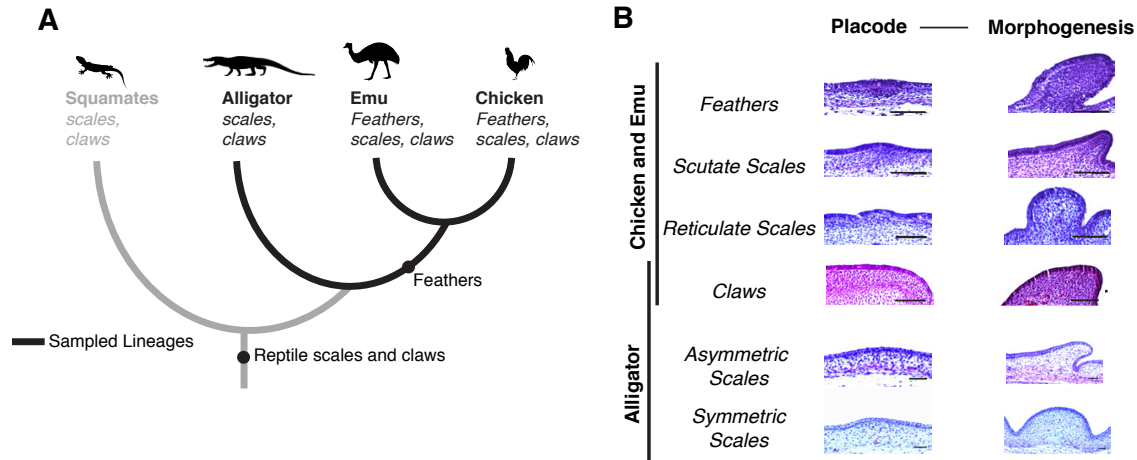 A
Squamates
scales,
claws
Alligator
scales,
claws
Emu
Feathers,
scales, claws
Chicken
Feathers,
scales, claws
Feathers
Sampled Lineages
Reptile scales and claws
B
Placode
Morphogenesis
Chicken and Emu
Feathers
Scutate Scales
Reticulate Scales
Claws
Alligator
Asymmetric
Scales
Symmetric
Scales